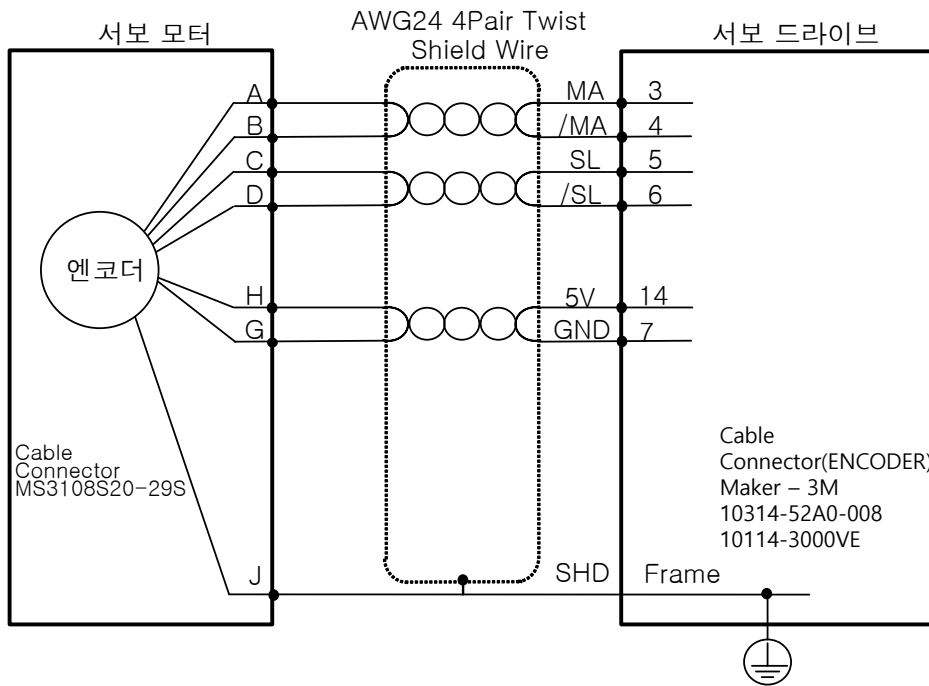 서보 모터
AWG24 4Pair Twist
Shield Wire
서보 드라이브
A
MA
3
B
/MA
4
C
SL
5
D
/SL
6
엔코더
H
5V
14
G
GND
7
Cable
Connector
MS3108S20-29S
Cable
Connector(ENCODER)
Maker – 3M
10314-52A0-008
10114-3000VE
J
SHD
Frame